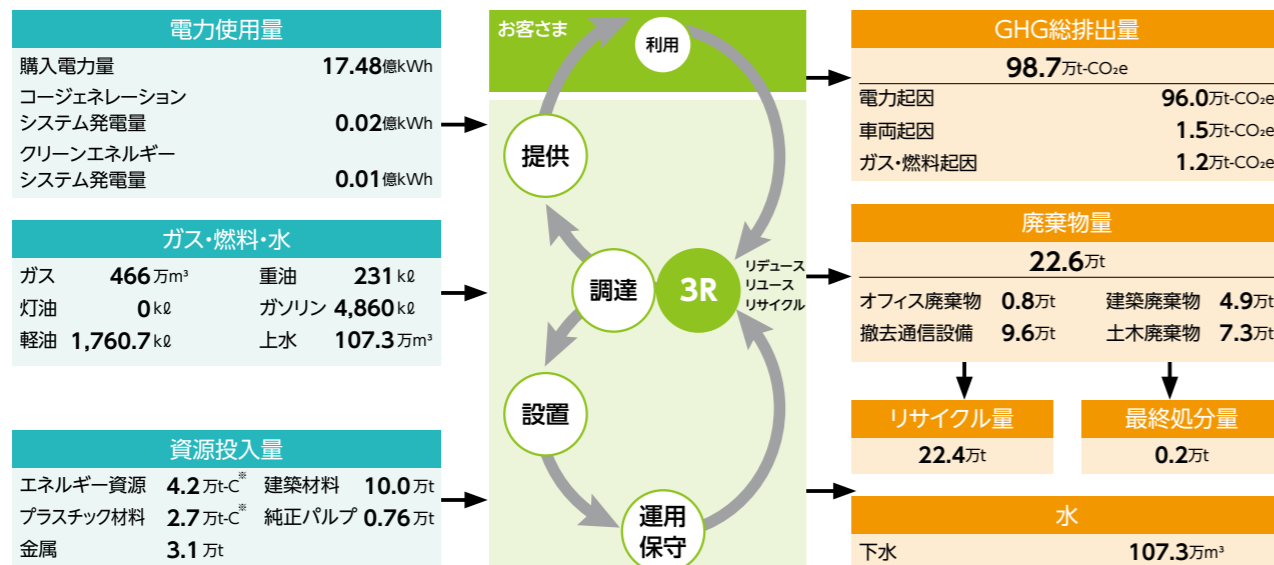 電力使用量
購入電力量 17.48億kWh
コージェネレーション
システム発電量 0.02億kWh
クリーンエネルギー
システム発電量 0.01億kWh
ガス・燃料・水
ガス 466万m³ 重油 231kℓ
灯油 0kℓ ガソリン 4,860kℓ
軽油 1,760.7kℓ 上水 107.3万m³
資源投入量
エネルギー資源 4.2万t-C※ 建築材料 10.0万t
プラスチック材料 2.7万t-C※ 純正パルプ 0.76万t
金属 3.1万t
お客さま
利用
提供
調達
3R
リデュース
リユース
リサイクル
設置
運用
保守
GHG総排出量
98.7万t-CO₂e
電力起因 96.0万t-CO₂e
車両起因 1.5万t-CO₂e
ガス・燃料起因 1.2万t-CO₂e
廃棄物量
22.6万t
オフィス廃棄物 0.8万t 建築廃棄物 4.9万t
撤去通信設備 9.6万t 土木廃棄物 7.3万t
リサイクル量
22.4万t
最終処分量
0.2万t
水
下水 107.3万m³